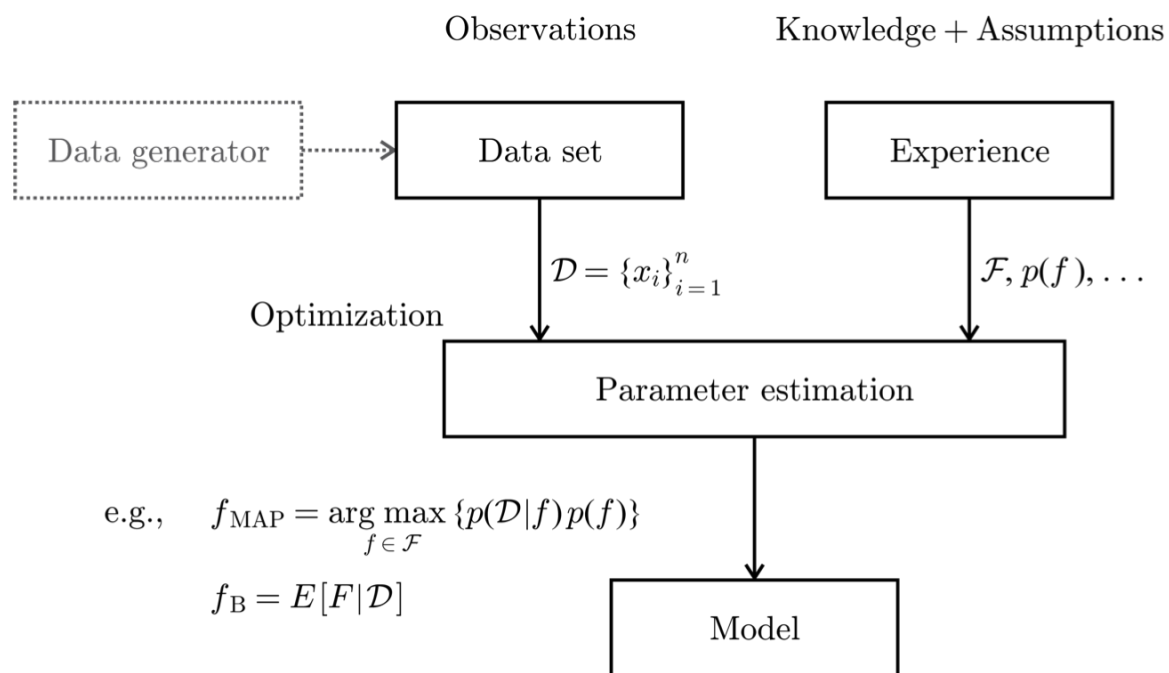 Observations Knowledge + Assumptions
Data generator Data set Experience
𝒟 = {x_i}_{i=1}^n ℱ, p(f), ...
Optimization
Parameter estimation
e.g., f_MAP = arg max_{f ∈ ℱ} {p(𝒟|f)p(f)}
f_B = E[F|𝒟]
Model